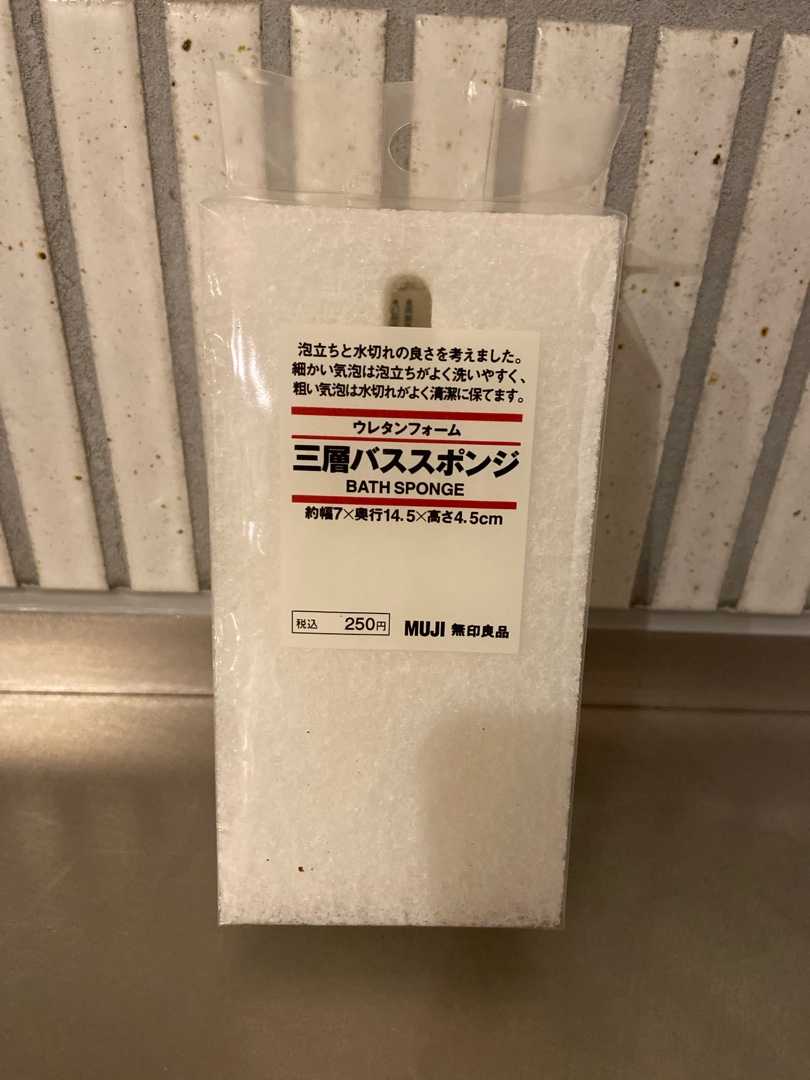 泡立ちと水切れの良さを考えました。
細かい気泡は泡立ちがよく洗いやすく、
粗い気泡は水切れがよく清潔に保てます。
ウレタンフォーム
三層バススポンジ
BATH SPONGE
約幅7×奥行14.5×高さ4.5cm
税込 250円
MUJI 無印良品